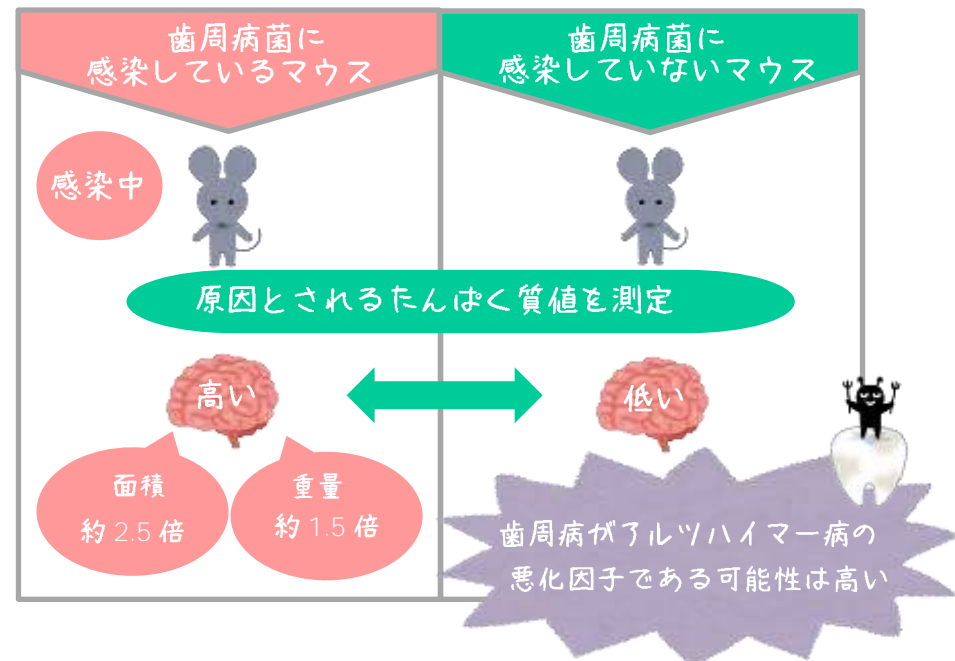 歯周病菌に
感染しているマウス
歯周病菌に
感染していないマウス
感染中
原因とされるたんぱく質値を測定
高い
低い
面積
約2.5倍
重量
約1.5倍
歯周病がアルツハイマー病の
悪化因子である可能性は高い